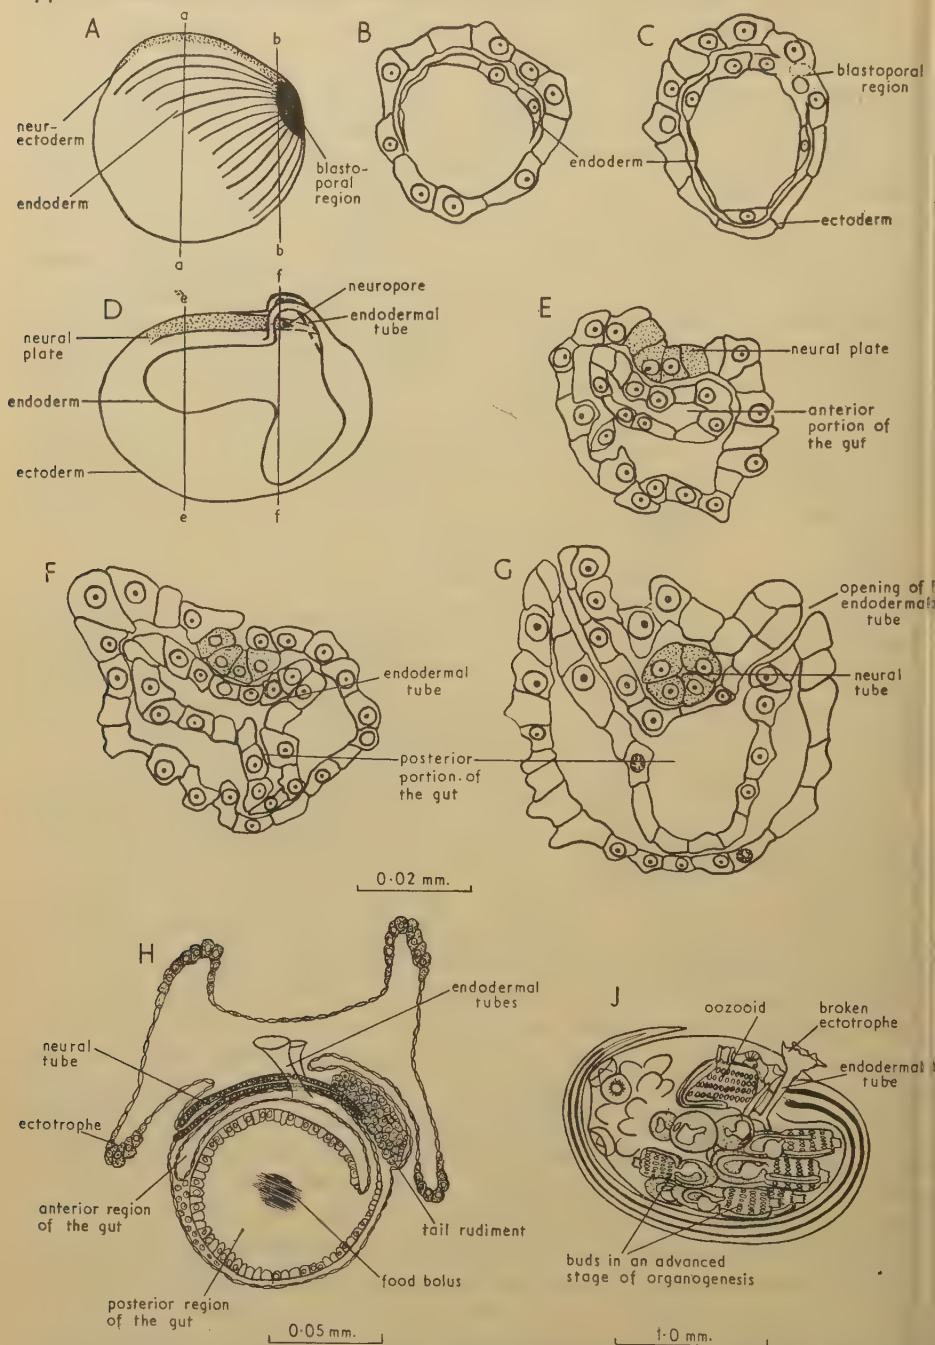 A
a
b
neur-
ectoderm
endoderm
blasto-
poral
region
a
b
B
endoderm
C
blastoporal
region
ectoderm
D
e
f
neuropore
endodermal
tube
neural
plate
endoderm
ectoderm
e
f
E
neural plate
anterior
portion of
the gut
F
endodermal
tube
posterior
portion of
the gut
G
opening of
endodermal
tube
neural
tube
0·02 mm.
H
endodermal
tubes
neural
tube
ectotrophe
anterior region
of the gut
tail rudiment
food bolus
posterior region
of the gut
0·05 mm.
J
oozooid
broken
ectotrophe
endodermal
tube
buds in an advanced
stage of organogenesis
1·0 mm.